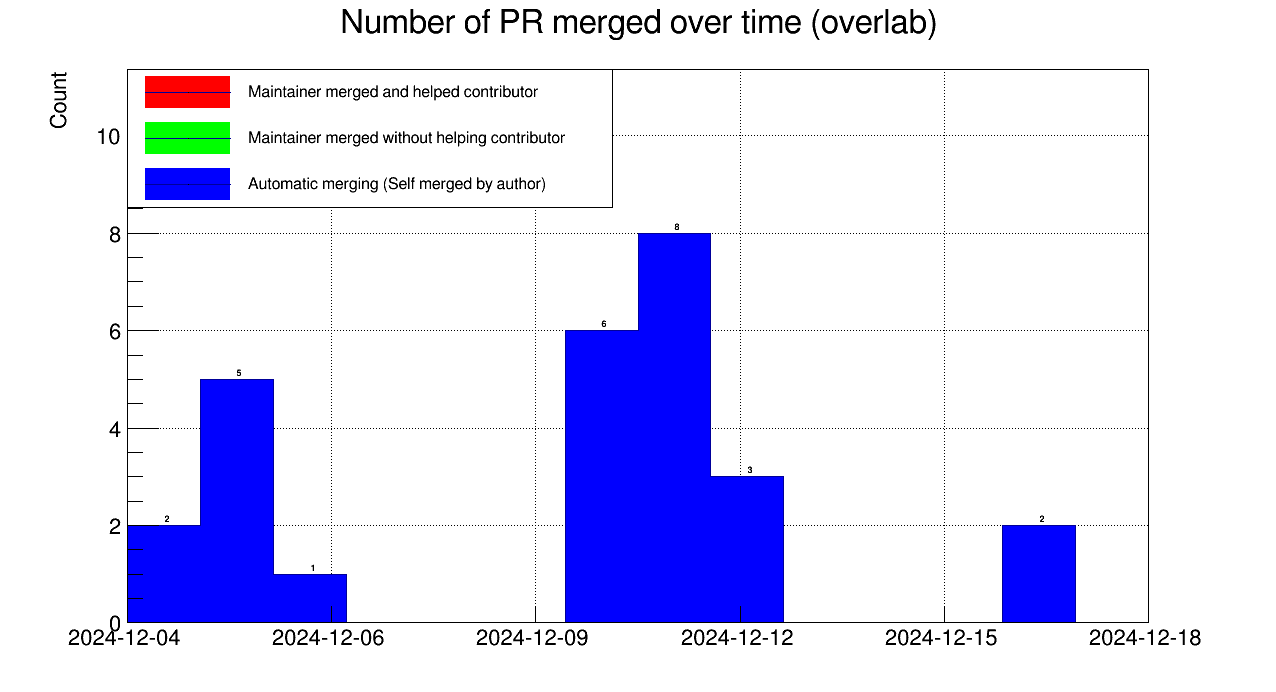 Number of PR merged over time (overlab)
Count
Maintainer merged and helped contributor
Maintainer merged without helping contributor
Automatic merging (Self merged by author)
10
8
6
4
2
0
2
5
1
6
8
3
2
2024-12-04 2024-12-06 2024-12-09 2024-12-12 2024-12-15 2024-12-18